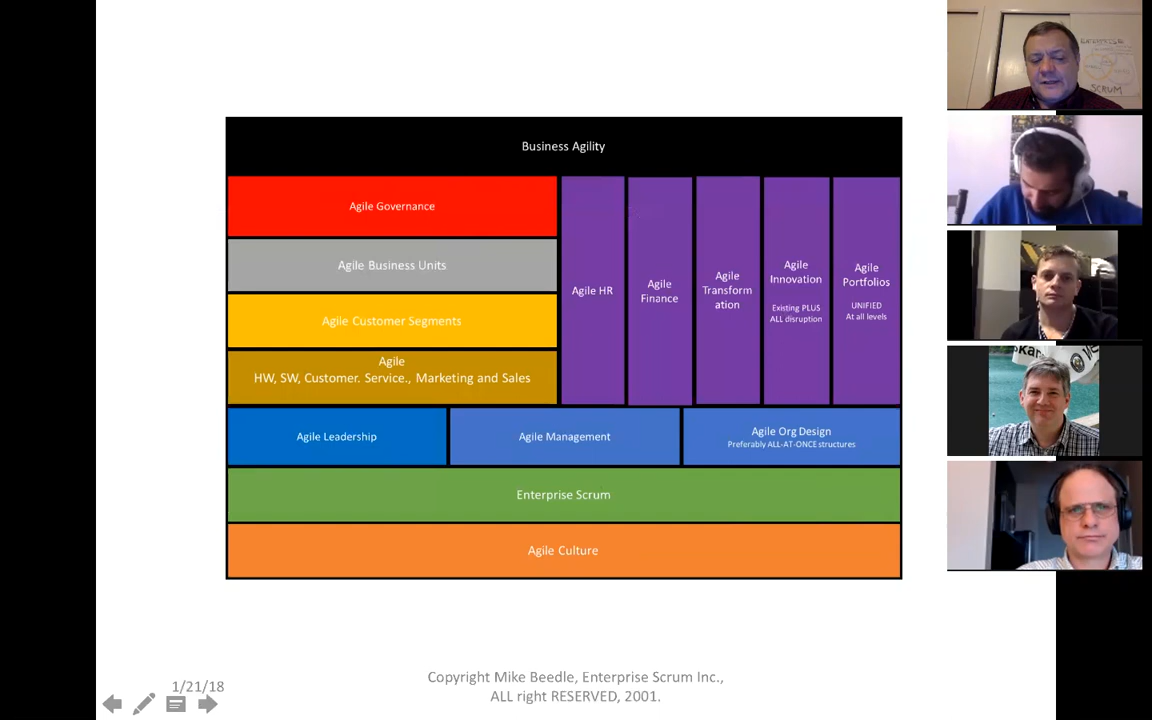 Business Agility
Agile Governance
Agile Business Units
Agile Customer Segments
Agile
HW, SW, Customer. Service., Marketing and Sales
Agile HR
Agile
Finance
Agile
Transform
ation
Agile
Innovation
Existing PLUS
ALL disruption
Agile
Portfolios
UNIFIED
At all levels
Agile Leadership
Agile Management
Agile Org Design
Preferably ALL-AT-ONCE structures
Enterprise Scrum
Agile Culture
1/21/18
Copyright Mike Beedle, Enterprise Scrum Inc.,
ALL right RESERVED, 2001.
ENTERPRISE
SCRUM